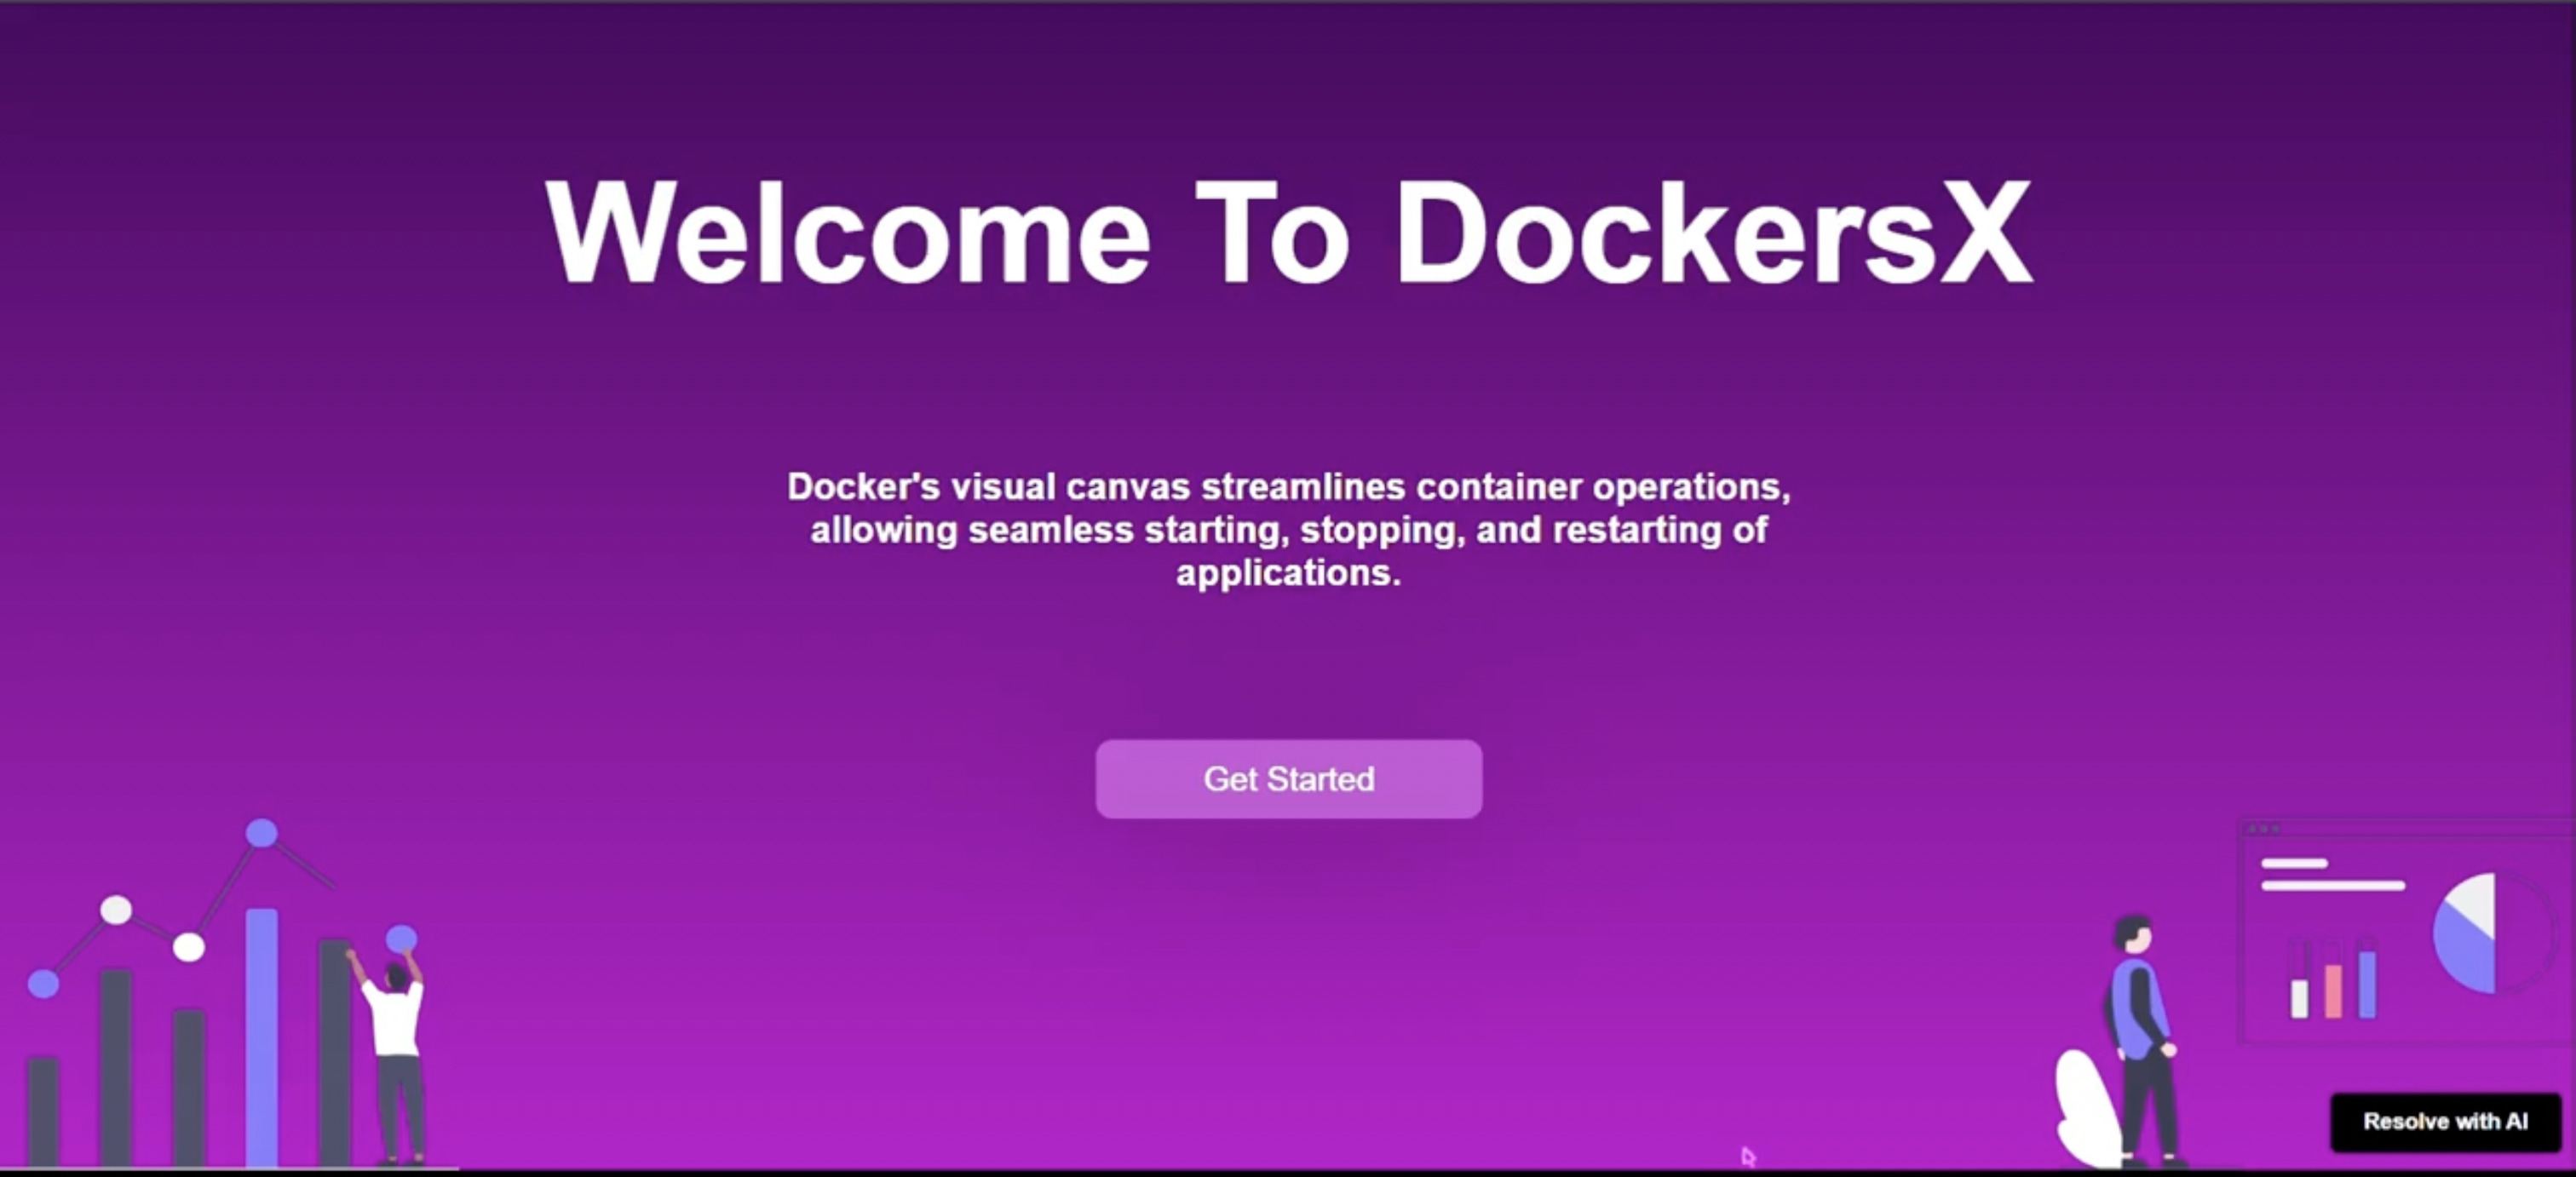 Welcome To DockersX
Docker's visual canvas streamlines container operations,
allowing seamless starting, stopping, and restarting of
applications.
Get Started
Resolve with AI